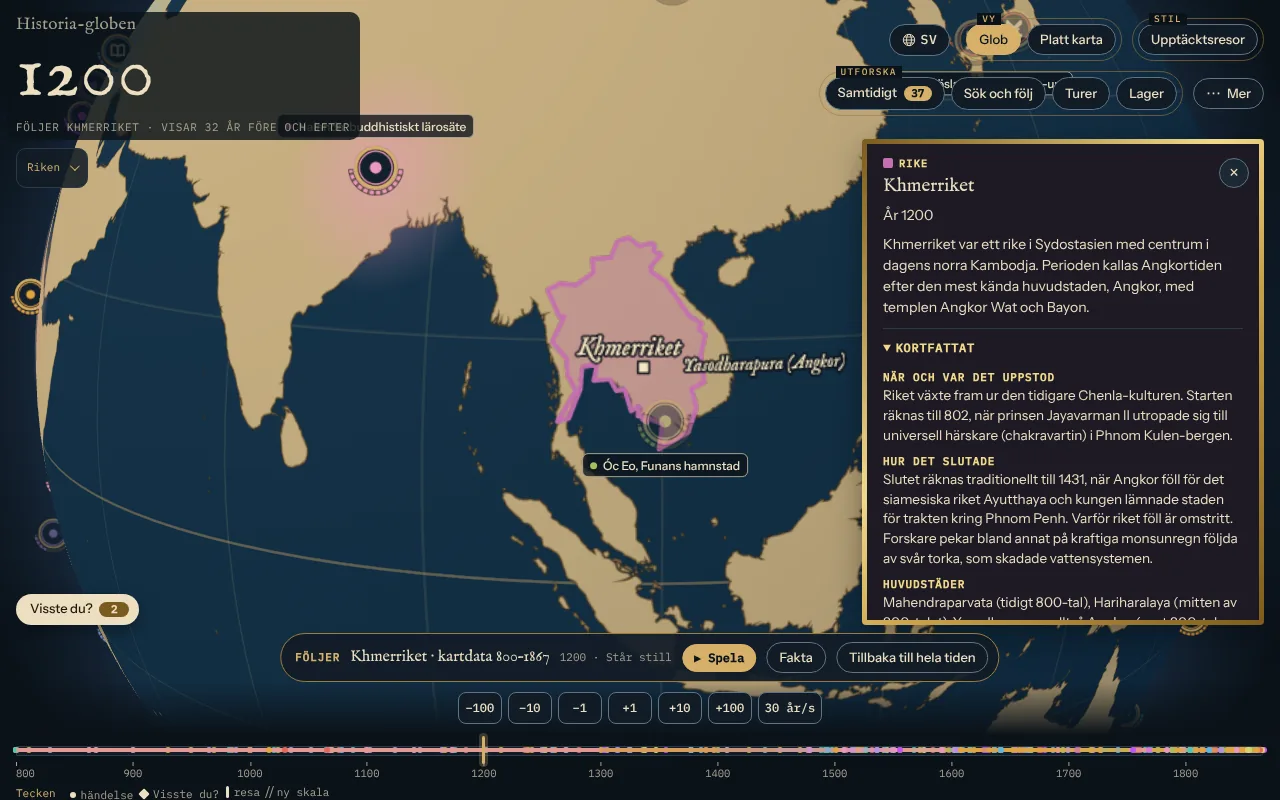 Historia-globen
1200
FÖLJER KHMERRIKET · VISAR 32 ÅR FÖRE OCH EFTER
buddhistiskt lärosäte
Riken
SV
VY
Glob
Platt karta
STIL
Upptäcktsresor
UTFORSKA
Samtidigt 37
Sök och följ
Turer
Lager
··· Mer
RIKE
Khmerriket
×
År 1200
Khmerriket var ett rike i Sydostasien med centrum i
dagens norra Kambodja. Perioden kallas Angkortiden
efter den mest kända huvudstaden, Angkor, med
templen Angkor Wat och Bayon.
▼ KORTFATTAT
NÄR OCH VAR DET UPPSTOD
Riket växte fram ur den tidigare Chenla-kulturen. Starten
räknas till 802, när prinsen Jayavarman II utropade sig till
universell härskare (chakravartin) i Phnom Kulen-bergen.
HUR DET SLUTADE
Slutet räknas traditionellt till 1431, när Angkor föll för det
siamesiska riket Ayutthaya och kungen lämnade staden
för trakten kring Phnom Penh. Varför riket föll är omstritt.
Forskare pekar bland annat på kraftiga monsunregn följda
av svår torka, som skadade vattensystemen.
HUVUDSTÄDER
Mahendraparvata (tidigt 800-tal), Hariharalaya (mitten av
Khmerriket
Yasodharapura (Angkor)
Óc Eo, Funans hamnstad
Visste du? 2
FÖLJER Khmerriket · kartdata 800–1867 1200 · Står still ▶ Spela Fakta Tillbaka till hela tiden
−100 −10 −1 +1 +10 +100 30 år/s
800 900 1000 1100 1200 1300 1400 1500 1600 1700 1800
Tecken händelse Visste du? resa // ny skala